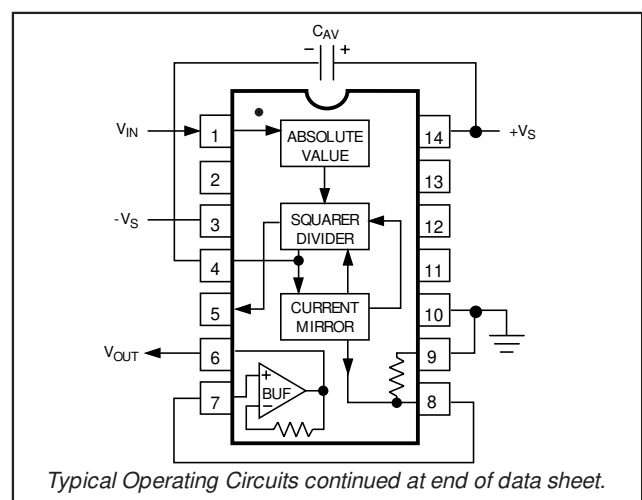 C_AV
− +
V_IN
1
ABSOLUTE
VALUE
14
+V_S
2
13
-V_S
3
SQUARER
DIVIDER
12
4
11
5
CURRENT
MIRROR
10
V_OUT
6
9
7
+
−
BUF
8
Typical Operating Circuits continued at end of data sheet.